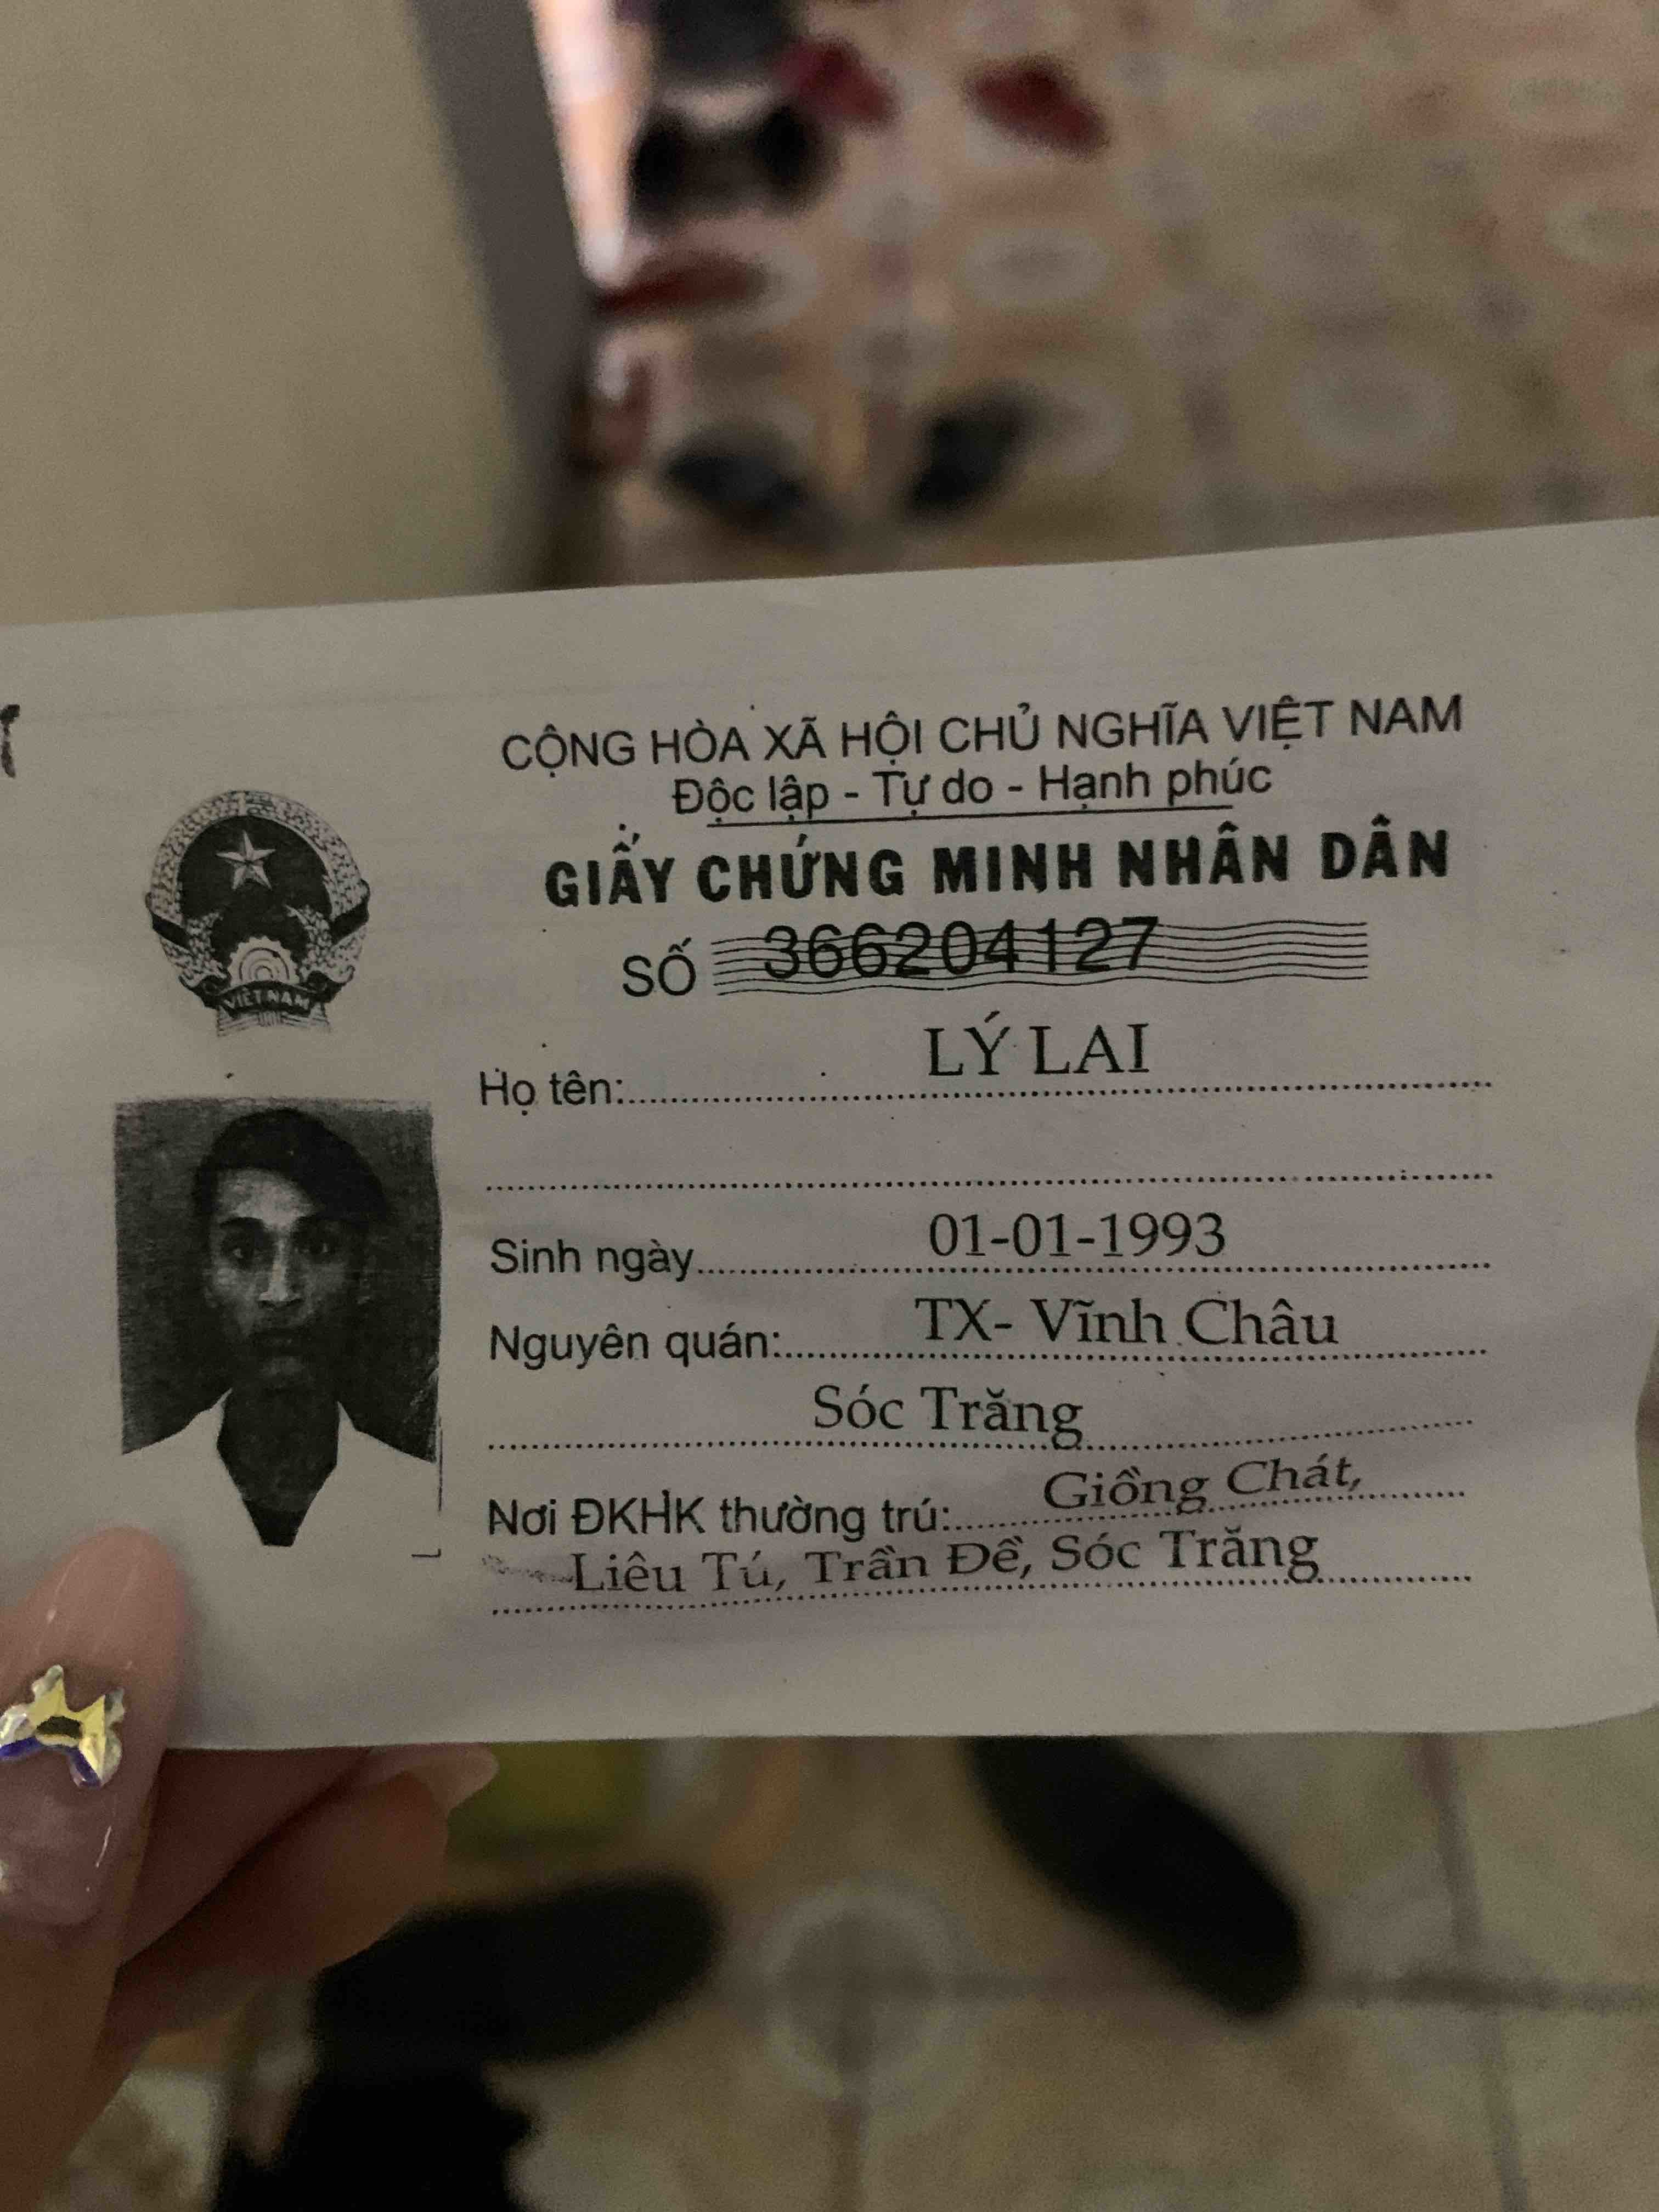 CỘNG HÒA XÃ HỘI CHỦ NGHĨA VIỆT NAM
Độc lập - Tự do - Hạnh phúc
GIẤY CHỨNG MINH NHÂN DÂN
SỐ 366204127
Họ tên: LÝ LAI
Sinh ngày 01-01-1993
Nguyên quán: TX- Vĩnh Châu
Sóc Trăng
Nơi ĐKHK thường trú: Giồng Chát,
Liêu Tú, Trần Đề, Sóc Trăng
VIỆT NAM